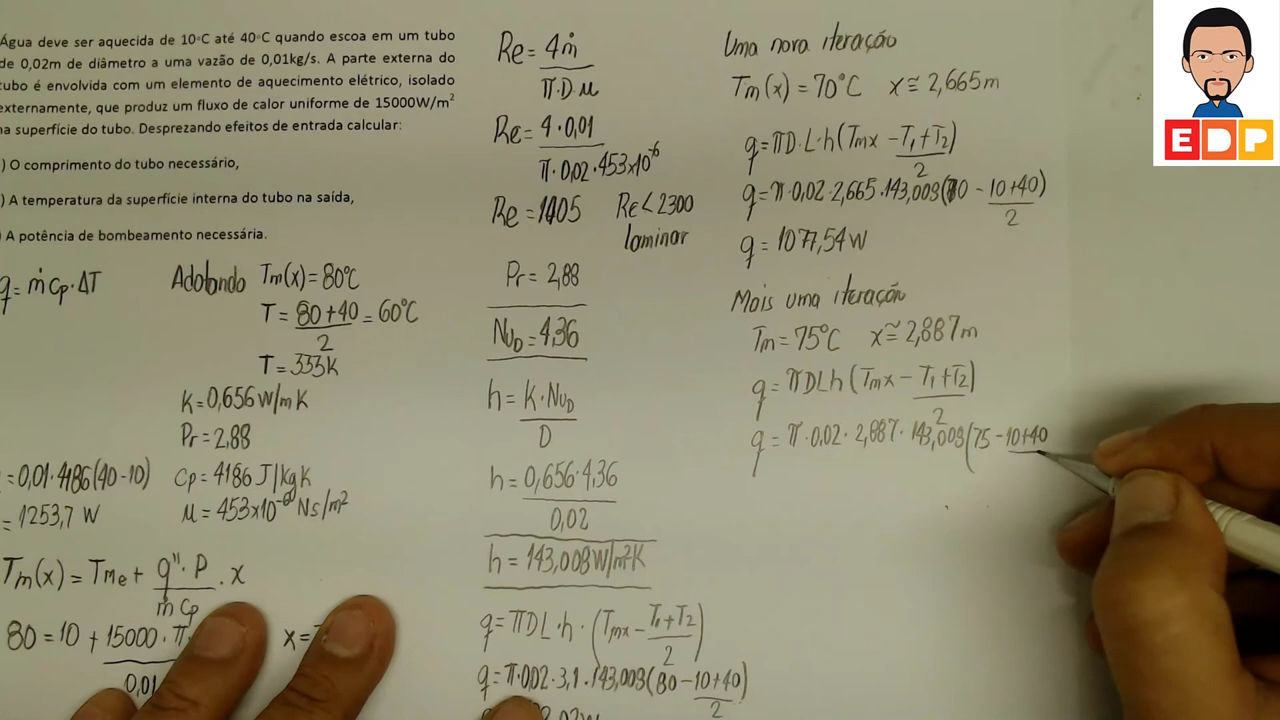 Água deve ser aquecida de 10◦C até 40◦C quando escoa em um tubo
de 0,02m de diâmetro a uma vazão de 0,01kg/s. A parte externa do
tubo é envolvida com um elemento de aquecimento elétrico, isolado
externamente, que produz um fluxo de calor uniforme de 15000W/m²
na superfície do tubo. Desprezando efeitos de entrada calcular:
) O comprimento do tubo necessário,
) A temperatura da superfície interna do tubo na saída,
) A potência de bombeamento necessária.
q = ṁ Cp · ΔT
Adotando Tm(x) = 80°C
T = (80 + 40)/2 = 60°C
T = 333K
K = 0,656 W/m K
Pr = 2,88
Cp = 4186 J/kg K
μ = 453x10⁻⁶ Ns/m²
= 0,01 · 4186 (40 - 10)
= 1253,7 W
Tm(x) = Tme + (q" · P)/(ṁ Cp) . x
80 = 10 + 15000 · π
0,01
x =
Re = 4ṁ/(π · D · μ)
Re = (4 · 0,01)/(π · 0,02 · 453x10⁻⁶)
Re = 1405 Re < 2300
laminar
Pr = 2,88
NuD = 4,36
h = (K · NuD)/D
h = (0,656 · 4,36)/0,02
h = 143,008 W/m²K
q = πDL · h · (Tmx - (T₁ + T₂)/2)
q = π · 0,02 · 3,1 · 143,008 (80 - (10+40)/2)
Uma nova iteração
Tm(x) = 70°C x ≅ 2,665m
q = πD · L · h (Tmx - (T₁ + T₂)/2)
q = π · 0,02 · 2,665 · 143,008 (70 - (10+40)/2)
q = 1077,54 W
Mais uma iteração
Tm = 75°C x ≅ 2,887m
q = πDLh (Tmx - (T₁ + T₂)/2)
q = π · 0,02 · 2,887 · 143,008 (75 - 10+40
EDP